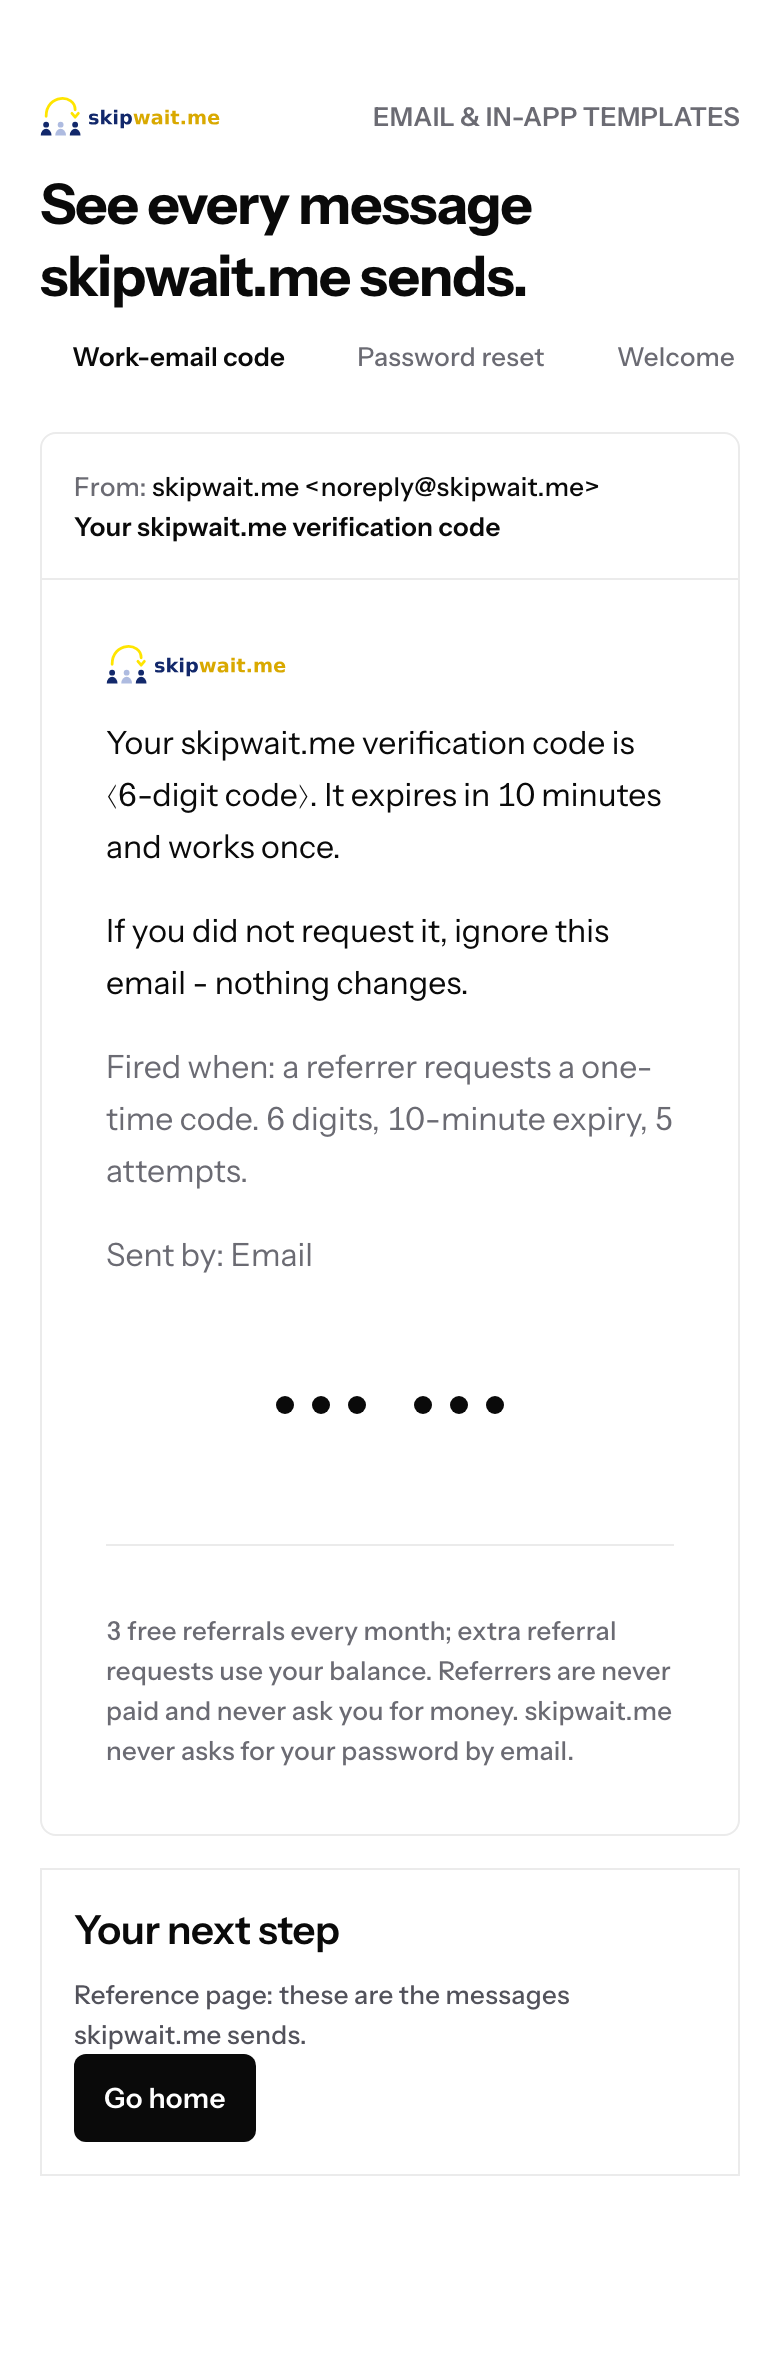 skipwait.me
EMAIL & IN-APP TEMPLATES
See every message
skipwait.me sends.
Work-email code
Password reset
Welcome
From: skipwait.me <noreply@skipwait.me>
Your skipwait.me verification code
skipwait.me
Your skipwait.me verification code is
〈6-digit code〉. It expires in 10 minutes
and works once.
If you did not request it, ignore this
email - nothing changes.
Fired when: a referrer requests a one-
time code. 6 digits, 10-minute expiry, 5
attempts.
Sent by: Email
••• •••
3 free referrals every month; extra referral
requests use your balance. Referrers are never
paid and never ask you for money. skipwait.me
never asks for your password by email.
Your next step
Reference page: these are the messages
skipwait.me sends.
Go home